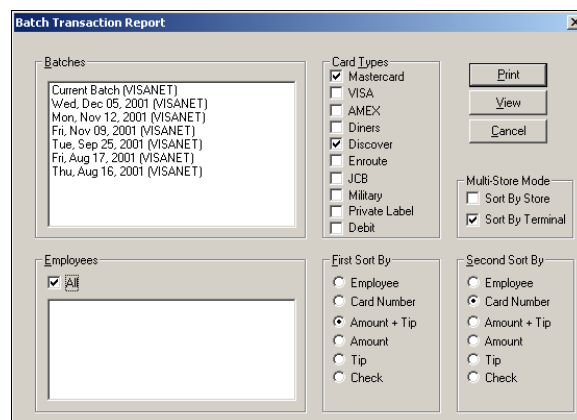 Batch Transaction Report
Batches
Current Batch (VISANET)
Wed, Dec 05, 2001 (VISANET)
Mon, Nov 12, 2001 (VISANET)
Fri, Nov 09, 2001 (VISANET)
Tue, Sep 25, 2001 (VISANET)
Fri, Aug 17, 2001 (VISANET)
Thu, Aug 16, 2001 (VISANET)
Card Types
Mastercard
VISA
AMEX
Diners
Discover
Enroute
JCB
Military
Private Label
Debit
Print
View
Cancel
Multi-Store Mode
Sort By Store
Sort By Terminal
Employees
All
First Sort By
Employee
Card Number
Amount + Tip
Amount
Tip
Check
Second Sort By
Employee
Card Number
Amount + Tip
Amount
Tip
Check